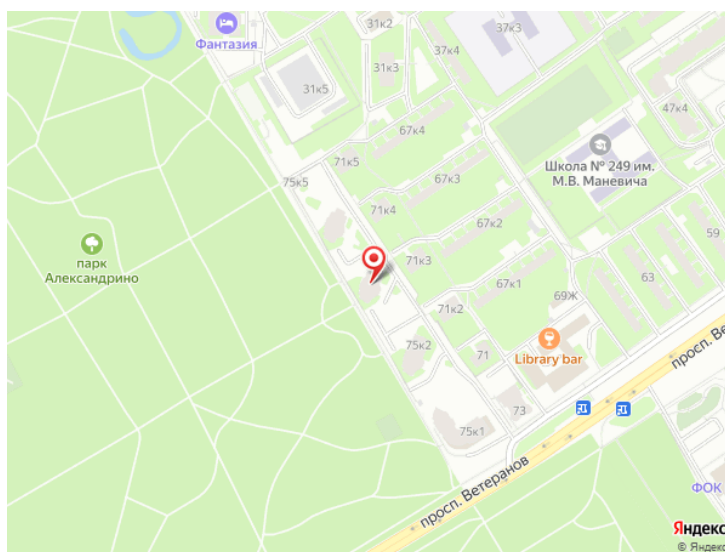 31к2
37к3
Фантазия
37к4
31к3
31к5
47к4
67к4
71к5
Школа № 249 им.
М.В. Маневича
75к5
67к3
71к4
67к2
59
парк
Александрино
71к3
63
67к1
69Ж
71к2
75к2
71
Library bar
просп. Ве
73
75к1
просп. Ветеранов
ФОК
Яндекс
© Яндекс